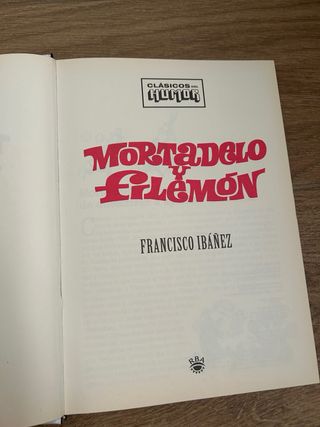 CLÁSICOS DEL
HUMOR
MORTADELO
Y
FILEMÓN
FRANCISCO IBÁÑEZ
RBA